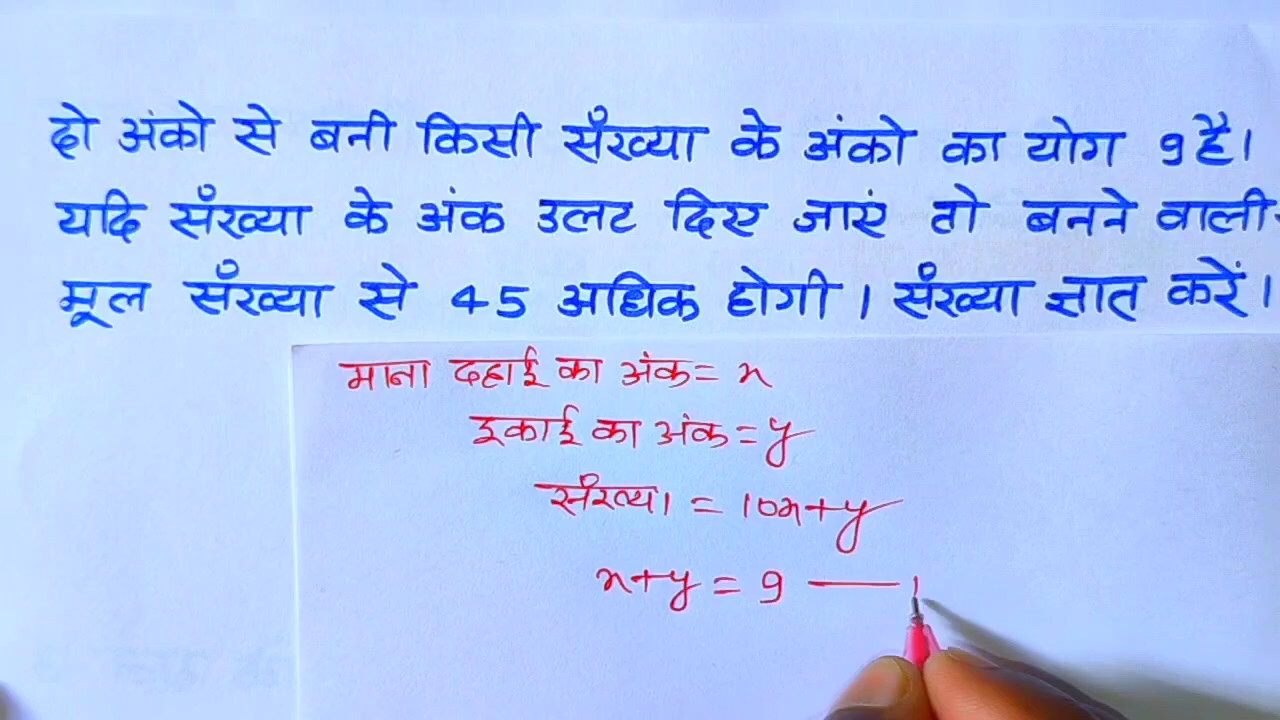 दो अंको से बनी किसी सँख्या के अंको का योग 9 है।
यदि सँख्या के अंक उलट दिए जाएं तो बनने वाली
मूल सँख्या से 45 अधिक होगी। सँख्या ज्ञात करें।
माना दहाई का अंक = x
इकाई का अंक = y
सँख्या = 10x+y
x+y = 9 — 1